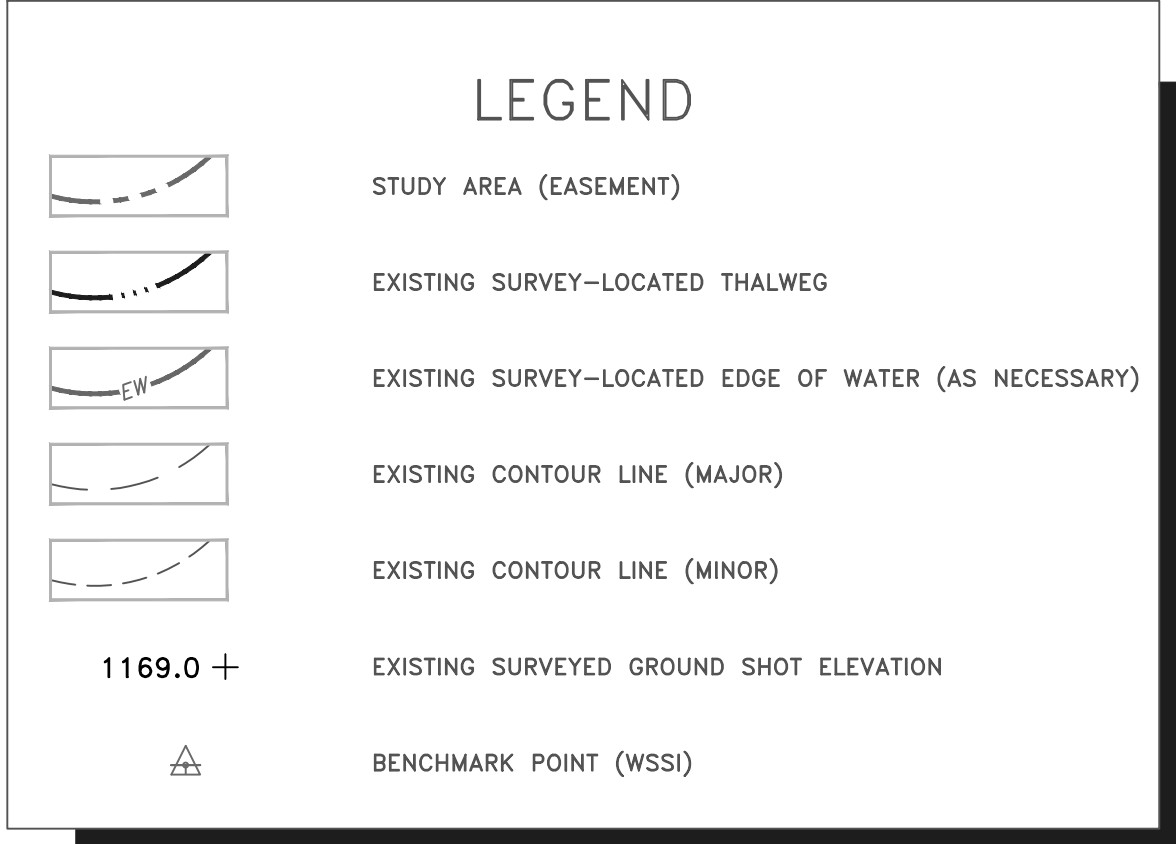 LEGEND
STUDY AREA (EASEMENT)
EXISTING SURVEY-LOCATED THALWEG
EW EXISTING SURVEY-LOCATED EDGE OF WATER (AS NECESSARY)
EXISTING CONTOUR LINE (MAJOR)
EXISTING CONTOUR LINE (MINOR)
1169.0 + EXISTING SURVEYED GROUND SHOT ELEVATION
BENCHMARK POINT (WSSI)